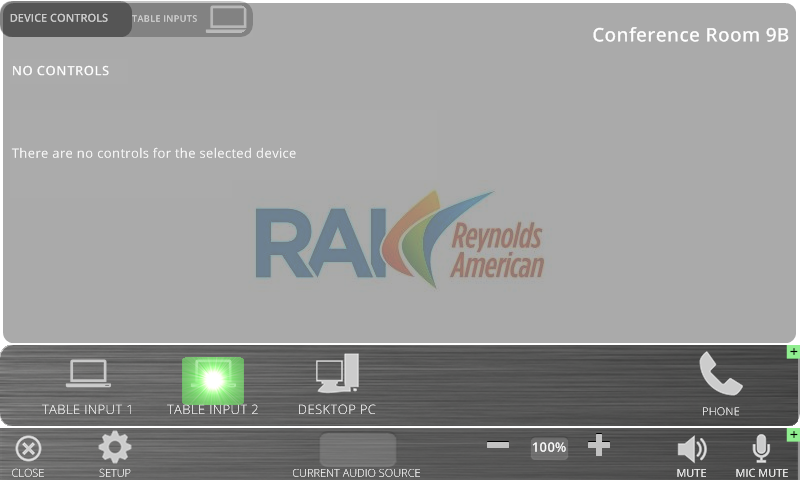 DEVICE CONTROLS
TABLE INPUTS
Conference Room 9B
NO CONTROLS
There are no controls for the selected device
RAI Reynolds
American
TABLE INPUT 1
TABLE INPUT 2
DESKTOP PC
PHONE
+
CLOSE
SETUP
CURRENT AUDIO SOURCE
100%
MUTE
MIC MUTE
+